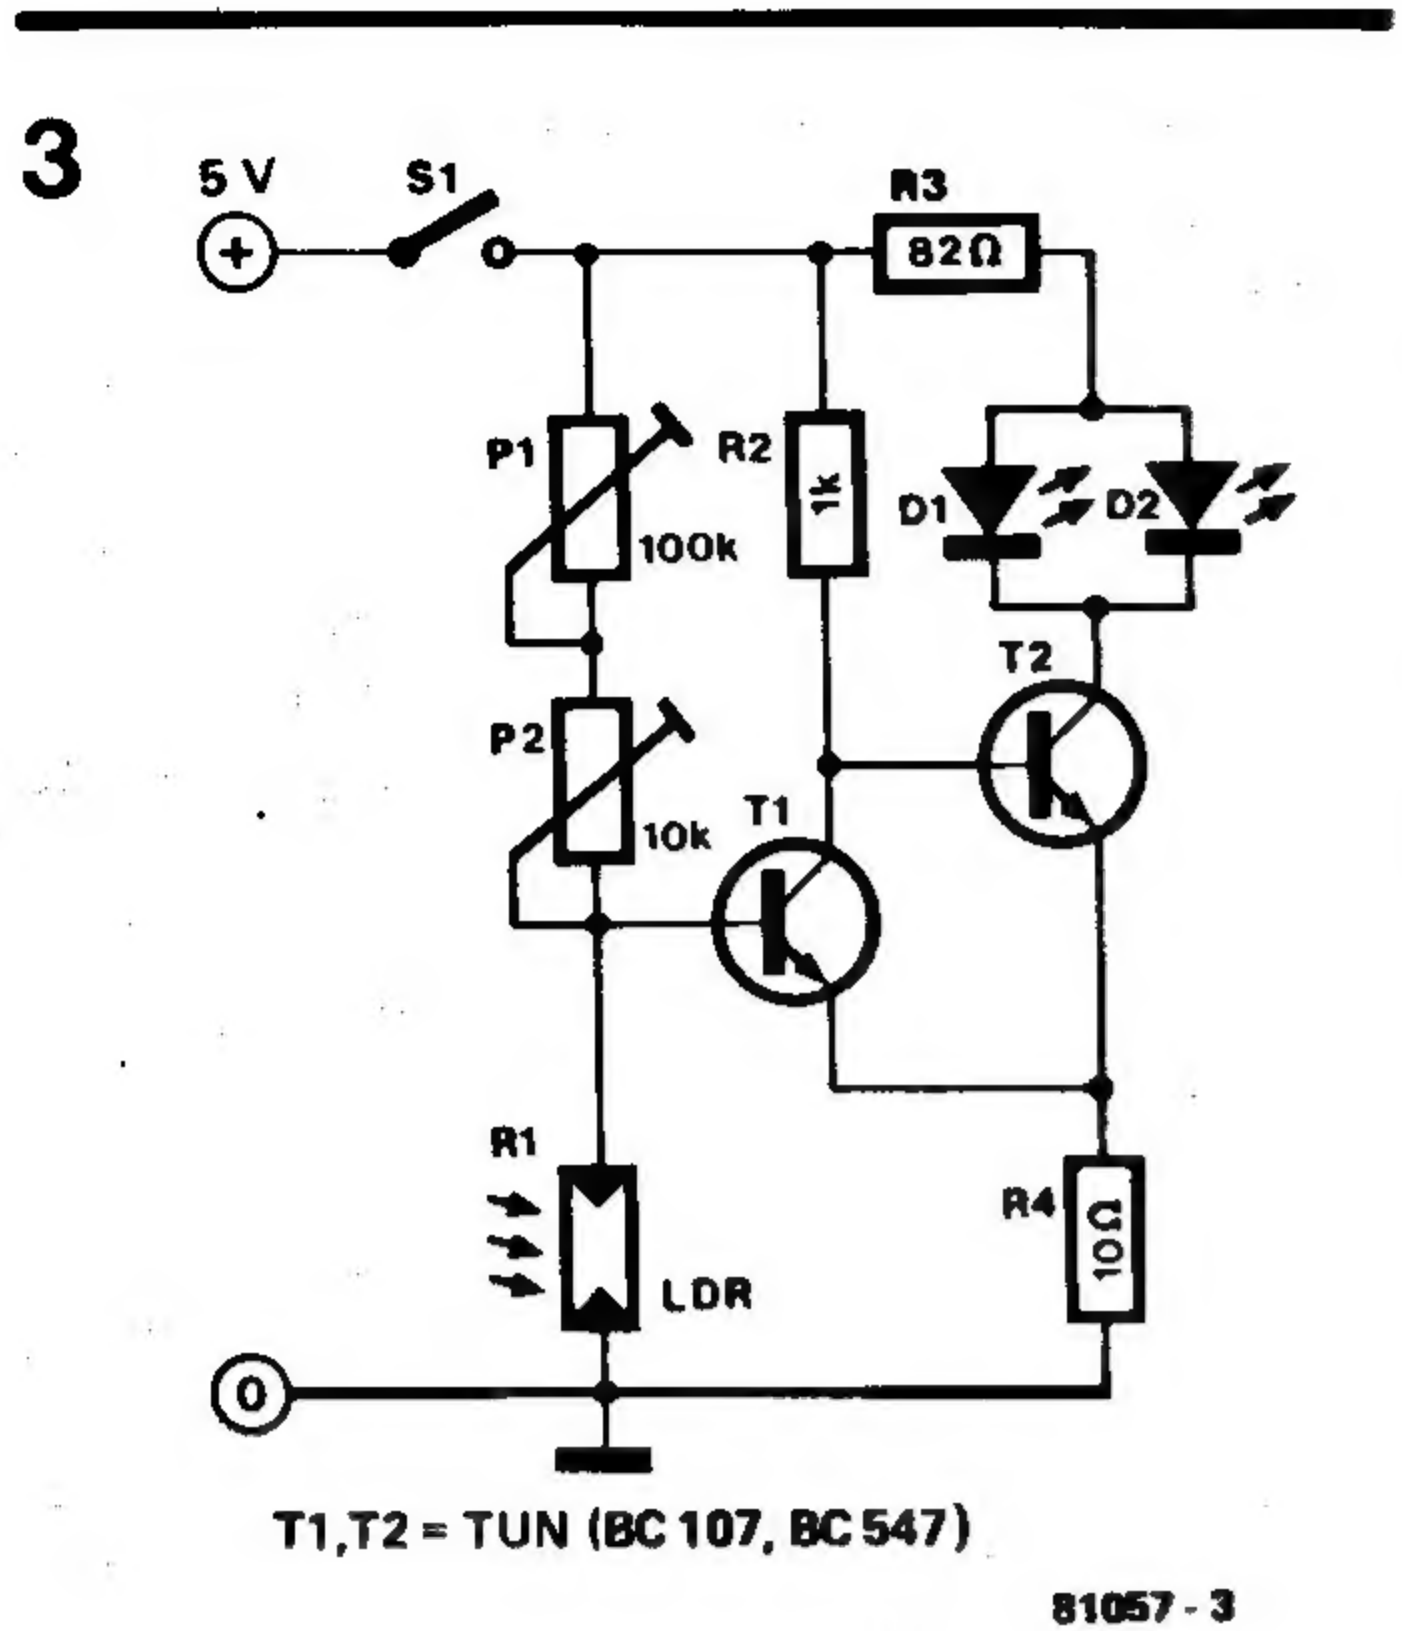 3
5 V
S1
+
R3
82Ω
P1
100k
R2
1k
D1
D2
P2
10k
T1
T2
R1
LDR
R4
10Ω
0
T1,T2 = TUN (BC 107, BC 547)
81057 - 3